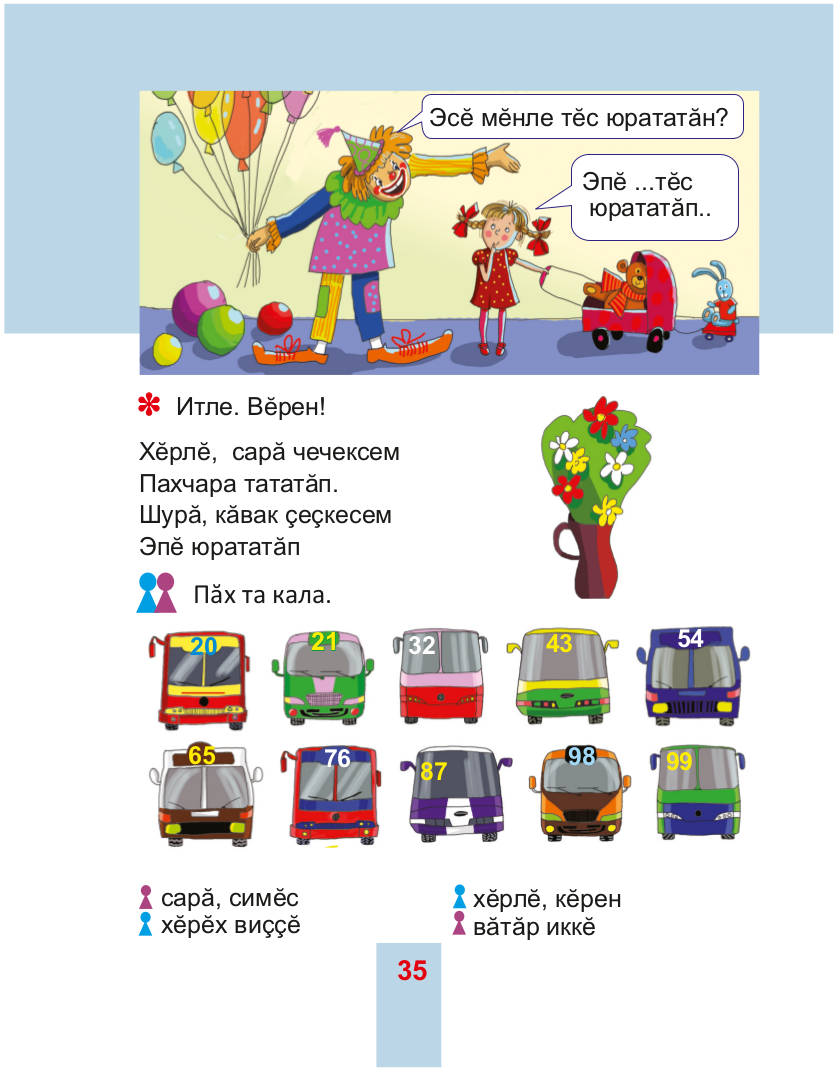 Эсӗ мӗнле тӗс юрататӑн?
Эпӗ ...тӗс
юрататӑп..
Итле. Вӗрен!
Хӗрлӗ, сарӑ чечексем
Пахчара тататӑп.
Шурӑ, кӑвак ҫеҫкесем
Эпӗ юрататӑп
Пӑх та кала.
20 21 32 43 54
65 76 87 98 99
сарӑ, симӗс
хӗрӗх виҫҫӗ
хӗрлӗ, кӗрен
вӑтӑр иккӗ
35